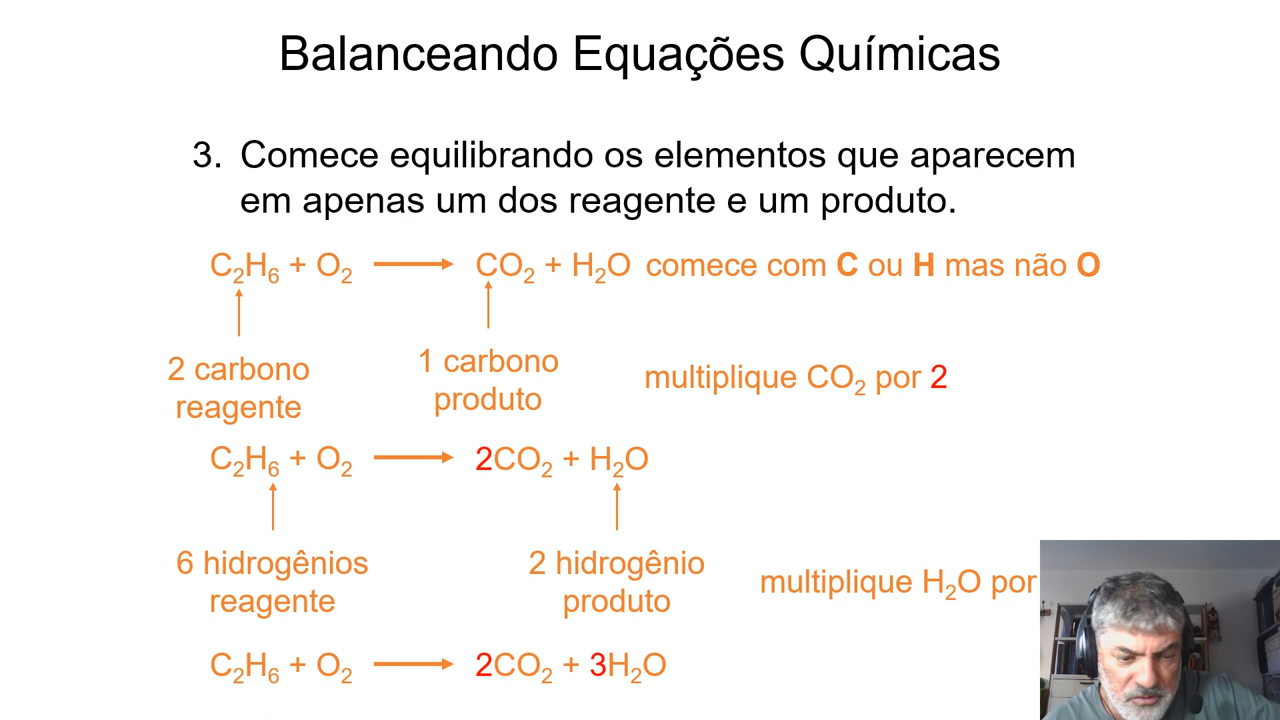 Balanceando Equações Químicas
3. Comece equilibrando os elementos que aparecem
em apenas um dos reagente e um produto.
C₂H₆ + O₂ ⟶ CO₂ + H₂O comece com C ou H mas não O
2 carbono
reagente
1 carbono
produto
multiplique CO₂ por 2
C₂H₆ + O₂ ⟶ 2CO₂ + H₂O
6 hidrogênios
reagente
2 hidrogênio
produto
multiplique H₂O por
C₂H₆ + O₂ ⟶ 2CO₂ + 3H₂O